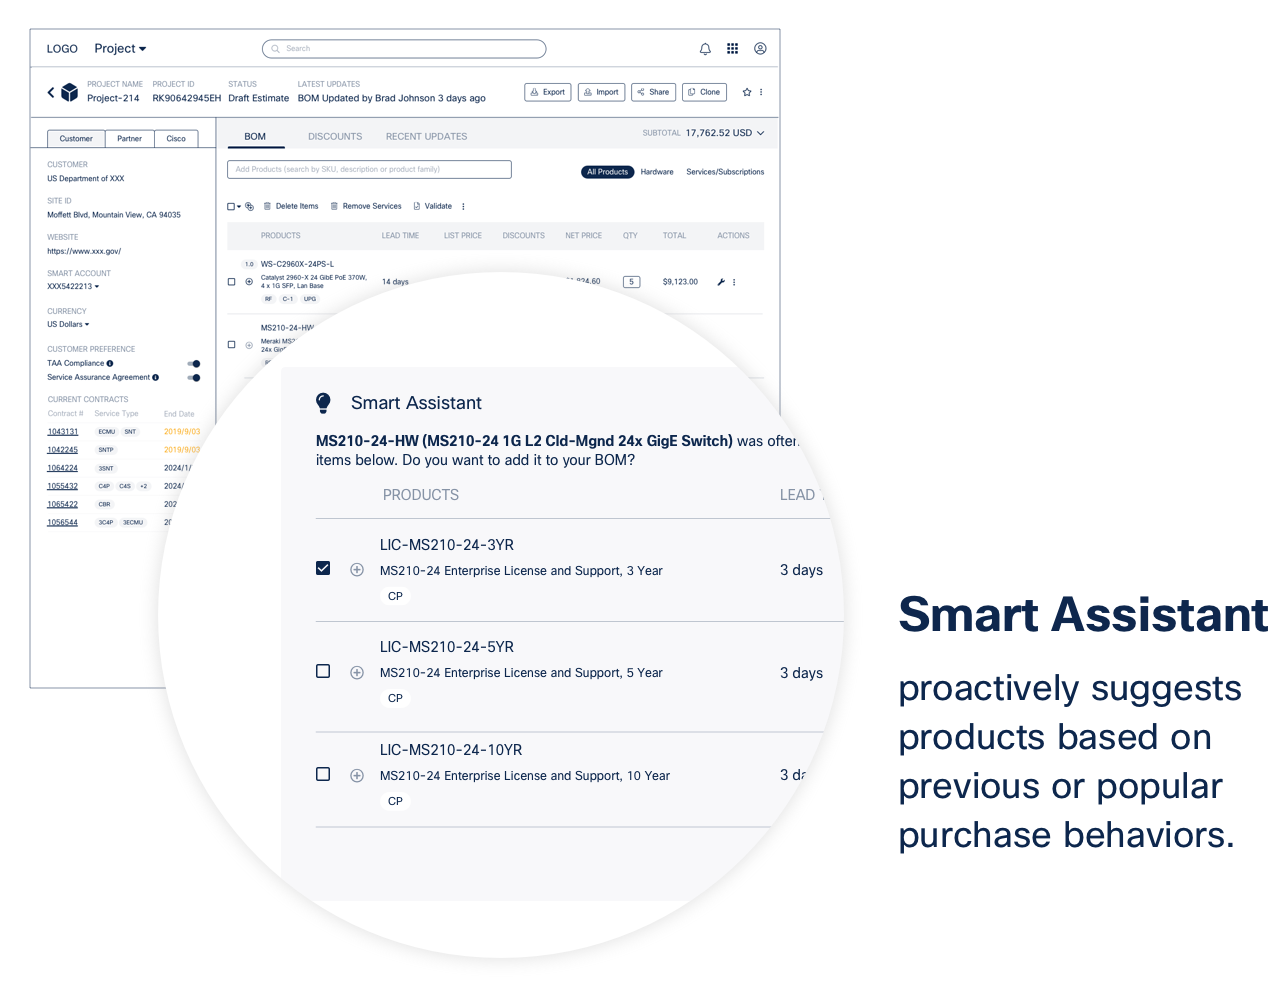 LOGO Project
Search
PROJECT NAME PROJECT ID STATUS LATEST UPDATES
Project-214 RK90642945EH Draft Estimate BOM Updated by Brad Johnson 3 days ago
Export Import Share Clone
Customer Partner Cisco
BOM DISCOUNTS RECENT UPDATES
SUBTOTAL 17,762.52 USD
CUSTOMER
US Department of XXX
SITE ID
Moffett Blvd, Mountain View, CA 94035
WEBSITE
https://www.xxx.gov/
SMART ACCOUNT
XXX5422213
CURRENCY
US Dollars
CUSTOMER PREFERENCE
TAA Compliance
Service Assurance Agreement
CURRENT CONTRACTS
Contract # Service Type End Date
1043131 ECMU SNT 2019/9/03
1042245 SNTP 2019/9/03
1064224 3SNT 2024/1/
1055432 C4P C4S +2 2024/
1065422 CBR 202
1056544 3C4P 3ECMU 20
Add Products (search by SKU, description or product family)
All Products Hardware Services/Subscriptions
Delete Items Remove Services Validate
PRODUCTS LEAD TIME LIST PRICE DISCOUNTS NET PRICE QTY TOTAL ACTIONS
1.0 WS-C2960X-24PS-L
Catalyst 2960-X 24 GibE PoE 370W,
4 x 1G SFP, Lan Base
14 days 824.60 5 $9,123.00
RF C-1 UPG
MS210-24-HW
Meraki MS2
24x Gig
Smart Assistant
MS210-24-HW (MS210-24 1G L2 Cld-Mgnd 24x GigE Switch) was often
items below. Do you want to add it to your BOM?
PRODUCTS LEAD
LIC-MS210-24-3YR
MS210-24 Enterprise License and Support, 3 Year 3 days
CP
LIC-MS210-24-5YR
MS210-24 Enterprise License and Support, 5 Year 3 days
CP
LIC-MS210-24-10YR
MS210-24 Enterprise License and Support, 10 Year 3 da
CP
Smart Assistant
proactively suggests
products based on
previous or popular
purchase behaviors.